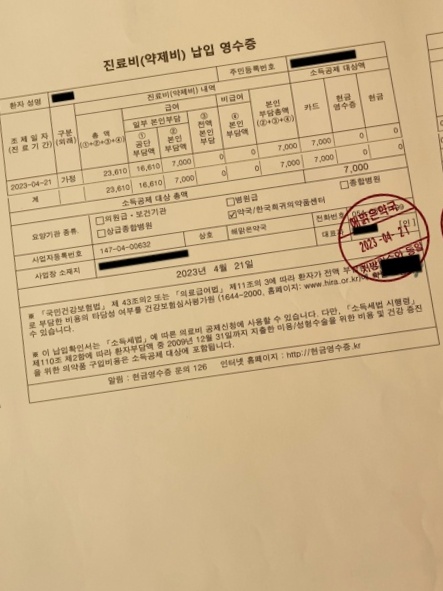 진료비(약제비) 납입 영수증
환자 성명 주민등록번호
진료비(약제비) 내역 소득공제 대상액
조 제 일 자 (진 료 기 간) 구분 (외래) 총 액 (①+②+③+④) 급여 비급여 본인 부담총액 (②+③+④) 카드 현금 영수증 현금
일부 본인부담 ③ 전액 본인 부담 ④ 본인 부담액
① 공단 부담액 ② 본인 부담액
2023-04-21 가정 23,610 16,610 7,000 0 0 7,000 7,000 0 0
계 23,610 16,610 7,000 0 0 7,000 7,000 0 0
소득공제 대상 총액 7,000
요양기관 종류 □의원급 - 보건기관 □병원급 □종합병원
□상급종합병원 ☑약국/한국희귀의약품센터
사업자등록번호 147-04-00632 상호 해맑은약국 전화번호
사업장 소재지 대표자 [인]
2023년 4월 21일
해맑은약국
2023-04-21
※ 「국민건강보험법」 제 43조의2 또는 「의료급여법」 제11조의 3에 따라 환자가 전액 부
로 부담한 비용의 타당성 여부를 건강보험심사평가원 (1644-2000, 홈페이지: www.hira.or.kr)에
수 있습니다.
※ 이 납입확인서는 「소득세법」에 따른 의료비 공제신청에 사용할 수 있습니다. 다만, 「소득세법 시행령」
제110조 제2항에 따라 환자부담액 중 2009년 12월 31일까지 지출한 미용/성형수술을 위한 비용 및 건강 증진
을 위한 의약품 구입비용은 소득공제 대상에 포함됩니다.
알림 : 현금영수증 문의 126 인터넷 홈페이지 : http://현금영수증.kr